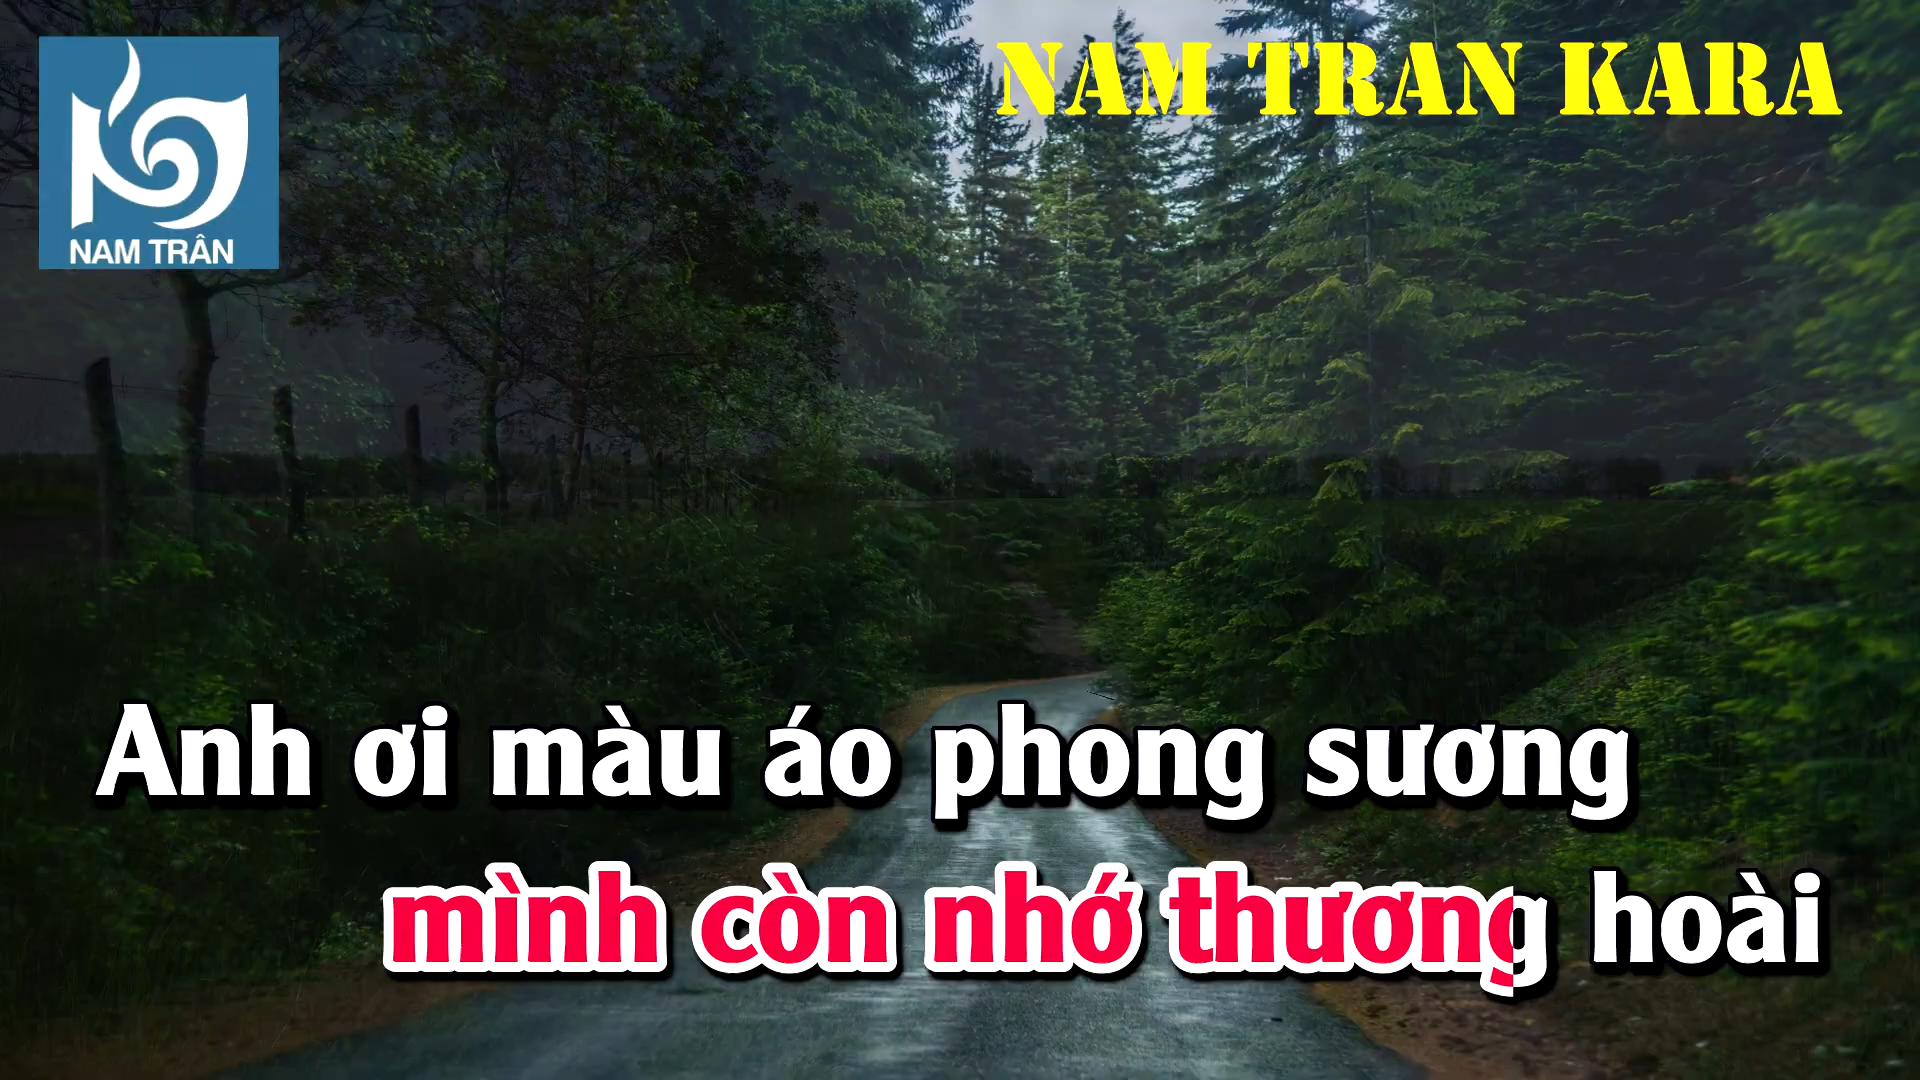 NAM TRAN KARA
NAM TRÂN
Anh ơi màu áo phong sương
mình còn nhớ thương hoài